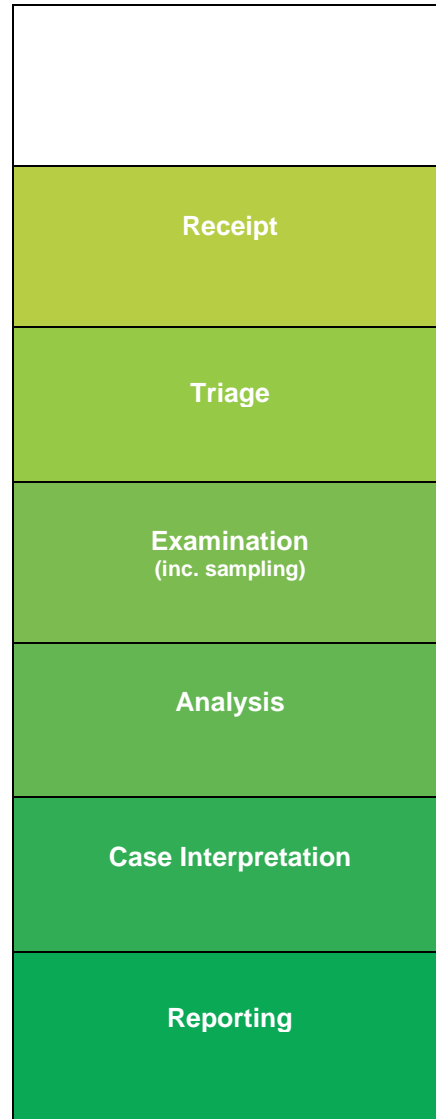 Receipt
Triage
Examination
(inc. sampling)
Analysis
Case Interpretation
Reporting